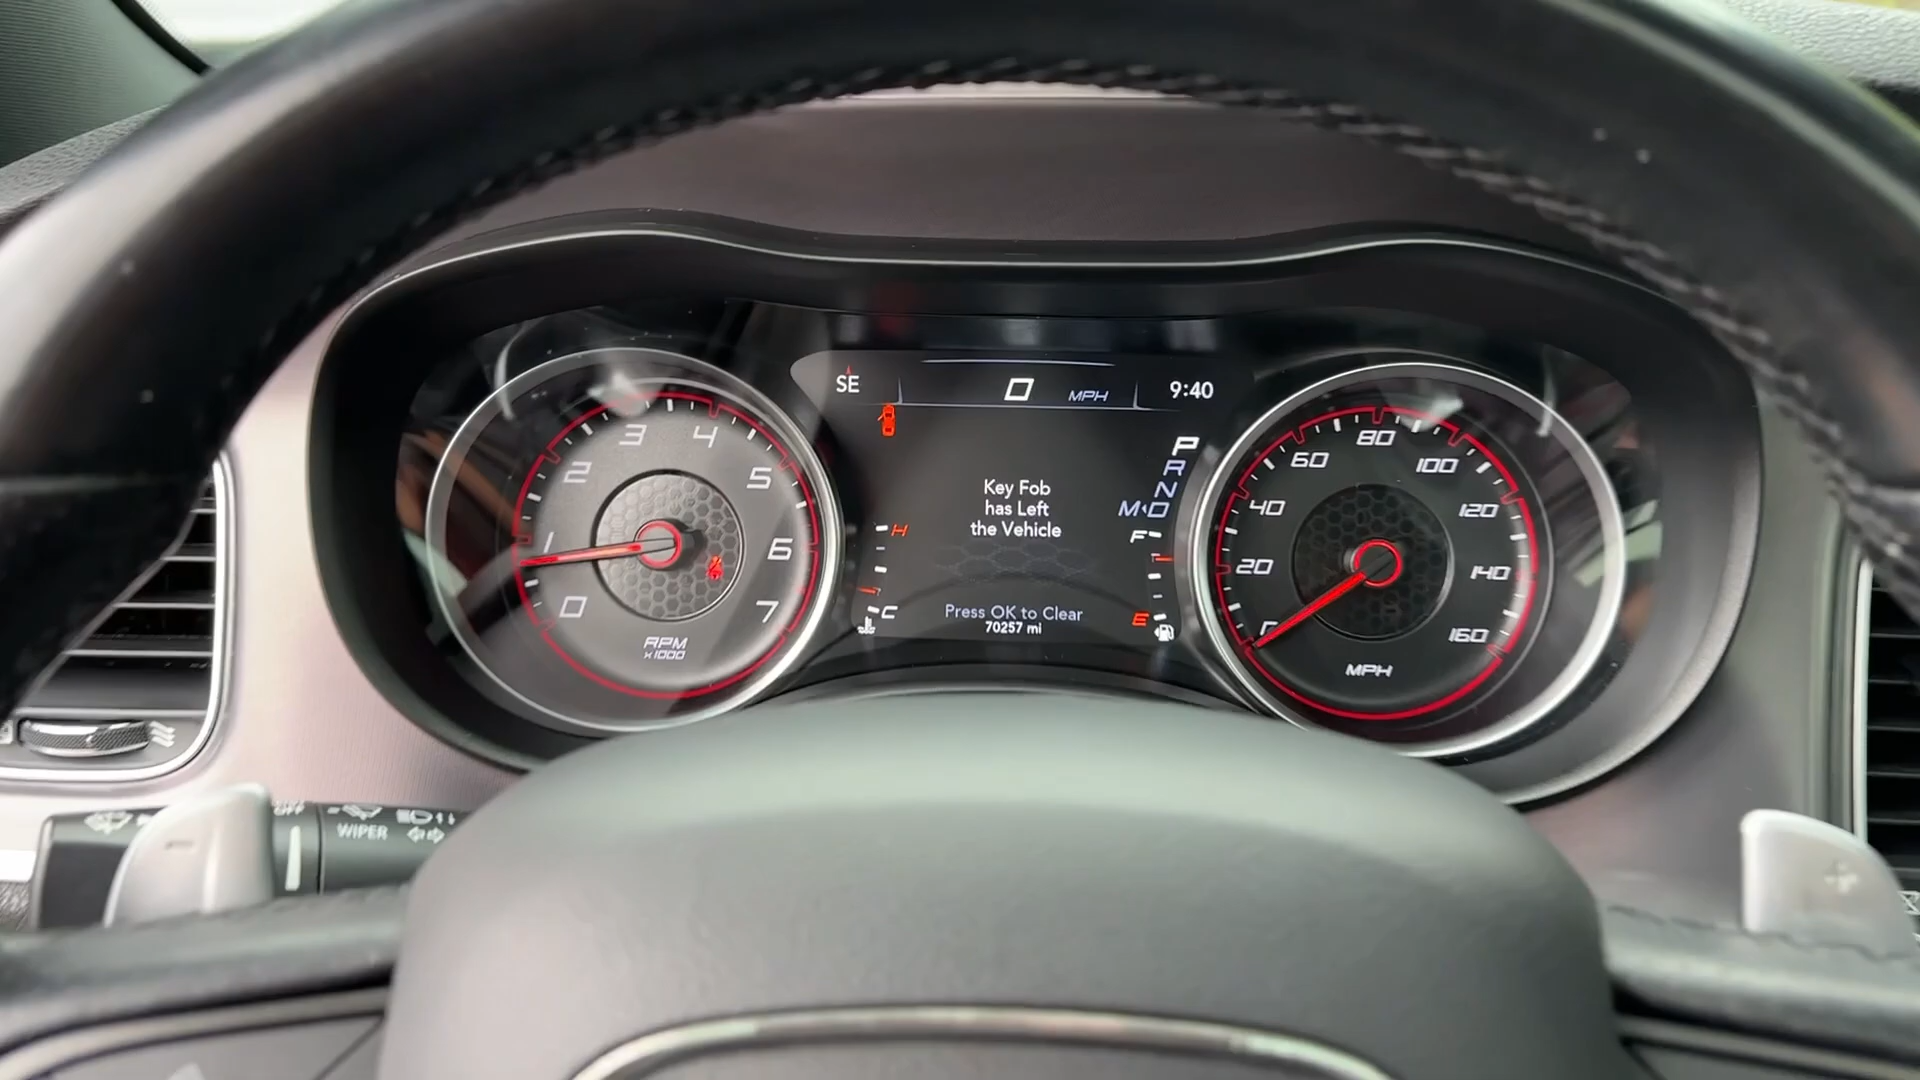 SE
0 MPH
9:40
P
R
N
M D
Key Fob
has Left
the Vehicle
Press OK to Clear
70257 mi
H
C
F
E
0
1
2
3
4
5
6
7
RPM
x1000
20
40
60
80
100
120
140
160
MPH
OFF
WIPER